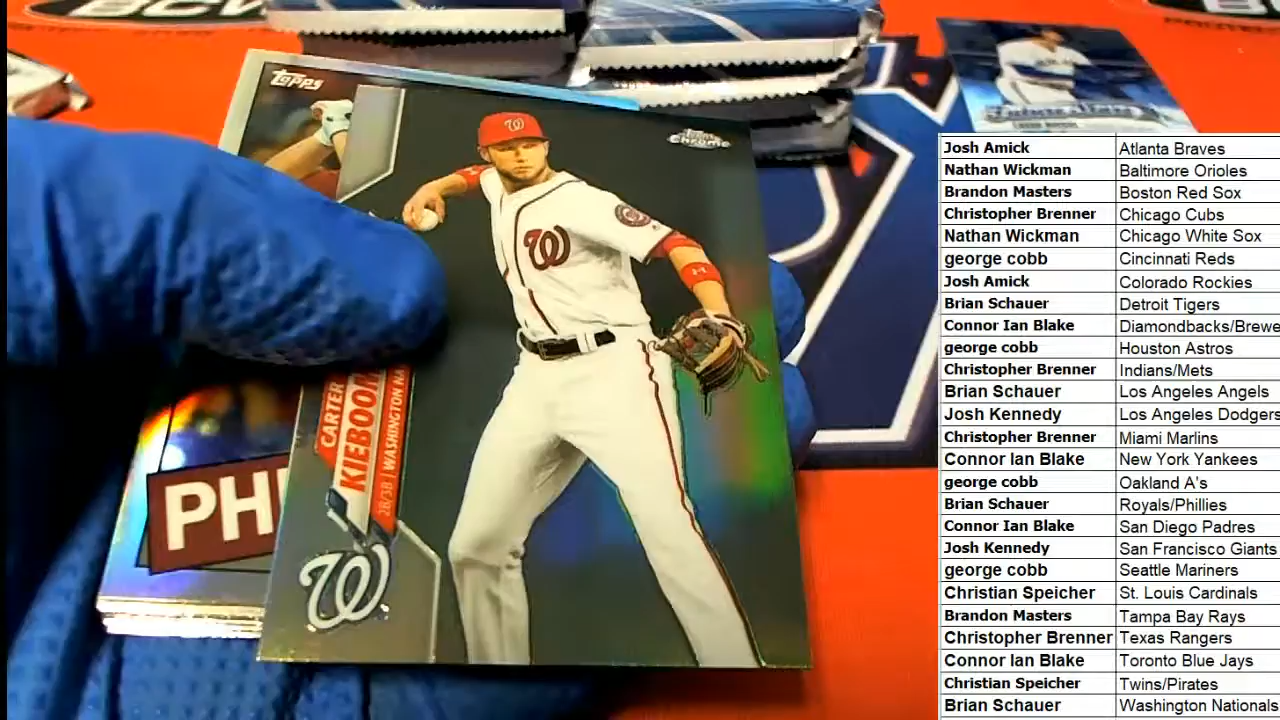 BCW
topps
W
TOPPS CHROME
W
CARTER
KIEBOOM
2B/3B | WASHINGTON NA
W
PH
Josh Amick Atlanta Braves
Nathan Wickman Baltimore Orioles
Brandon Masters Boston Red Sox
Christopher Brenner Chicago Cubs
Nathan Wickman Chicago White Sox
george cobb Cincinnati Reds
Josh Amick Colorado Rockies
Brian Schauer Detroit Tigers
Connor Ian Blake Diamondbacks/Brewe
george cobb Houston Astros
Christopher Brenner Indians/Mets
Brian Schauer Los Angeles Angels
Josh Kennedy Los Angeles Dodgers
Christopher Brenner Miami Marlins
Connor Ian Blake New York Yankees
george cobb Oakland A's
Brian Schauer Royals/Phillies
Connor Ian Blake San Diego Padres
Josh Kennedy San Francisco Giants
george cobb Seattle Mariners
Christian Speicher St. Louis Cardinals
Brandon Masters Tampa Bay Rays
Christopher Brenner Texas Rangers
Connor Ian Blake Toronto Blue Jays
Christian Speicher Twins/Pirates
Brian Schauer Washington Nationals